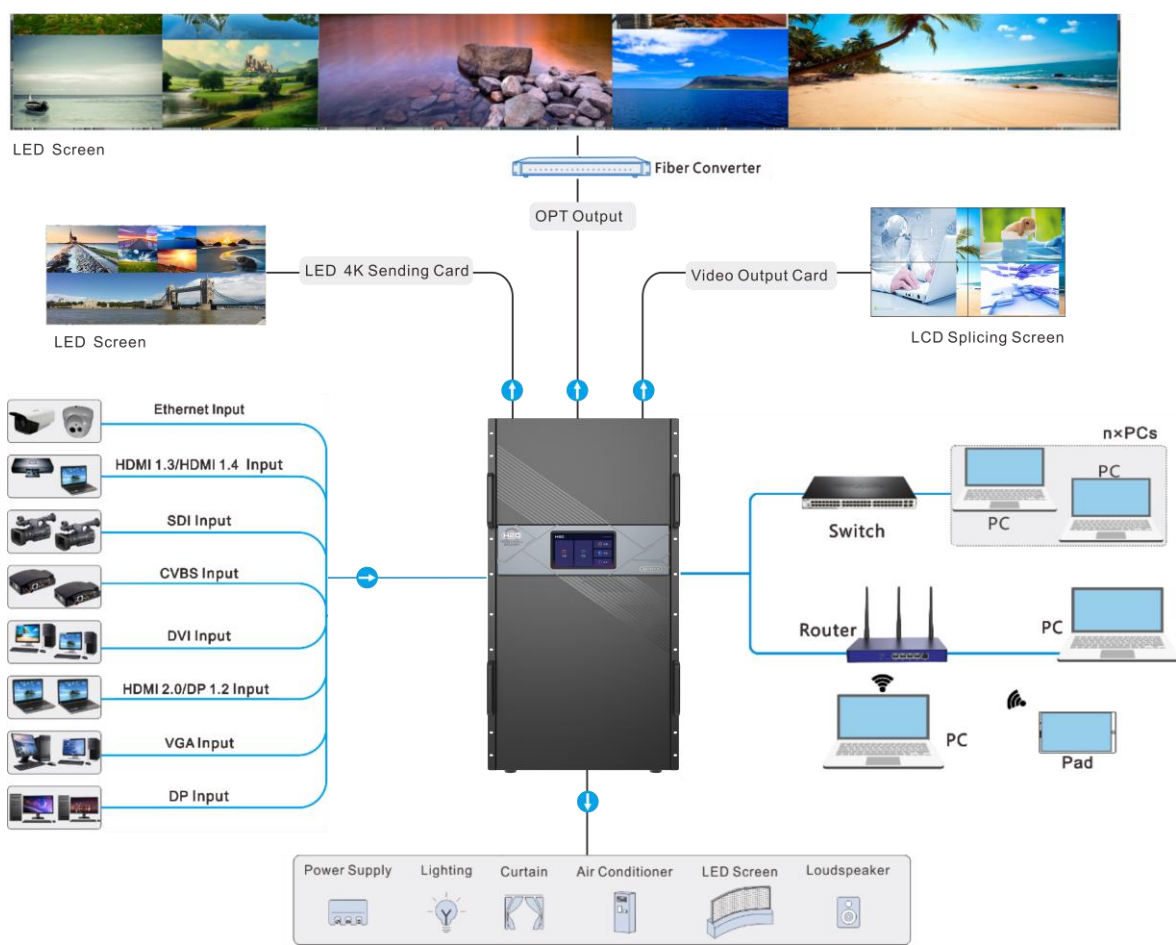 LED Screen
Fiber Converter
OPT Output
LED 4K Sending Card
Video Output Card
LED Screen
LCD Splicing Screen
Ethernet Input
HDMI 1.3/HDMI 1.4 Input
SDI Input
CVBS Input
DVI Input
HDMI 2.0/DP 1.2 Input
VGA Input
DP Input
n×PCs
PC
PC
Switch
Router
PC
PC
Pad
Power Supply
Lighting
Curtain
Air Conditioner
LED Screen
Loudspeaker